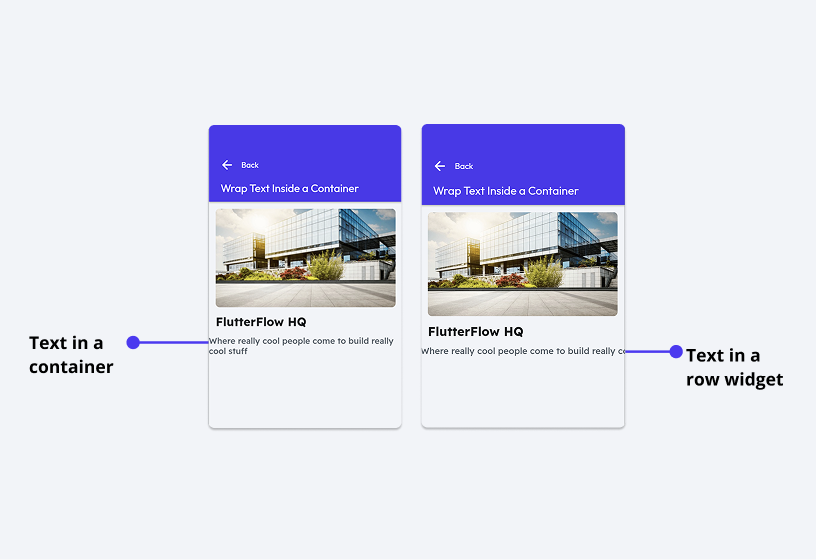 Back
Wrap Text Inside a Container
FlutterFlow HQ
Where really cool people come to build really
cool stuff
Text in a
container
Back
Wrap Text Inside a Container
FlutterFlow HQ
Where really cool people come to build really c
Text in a
row widget